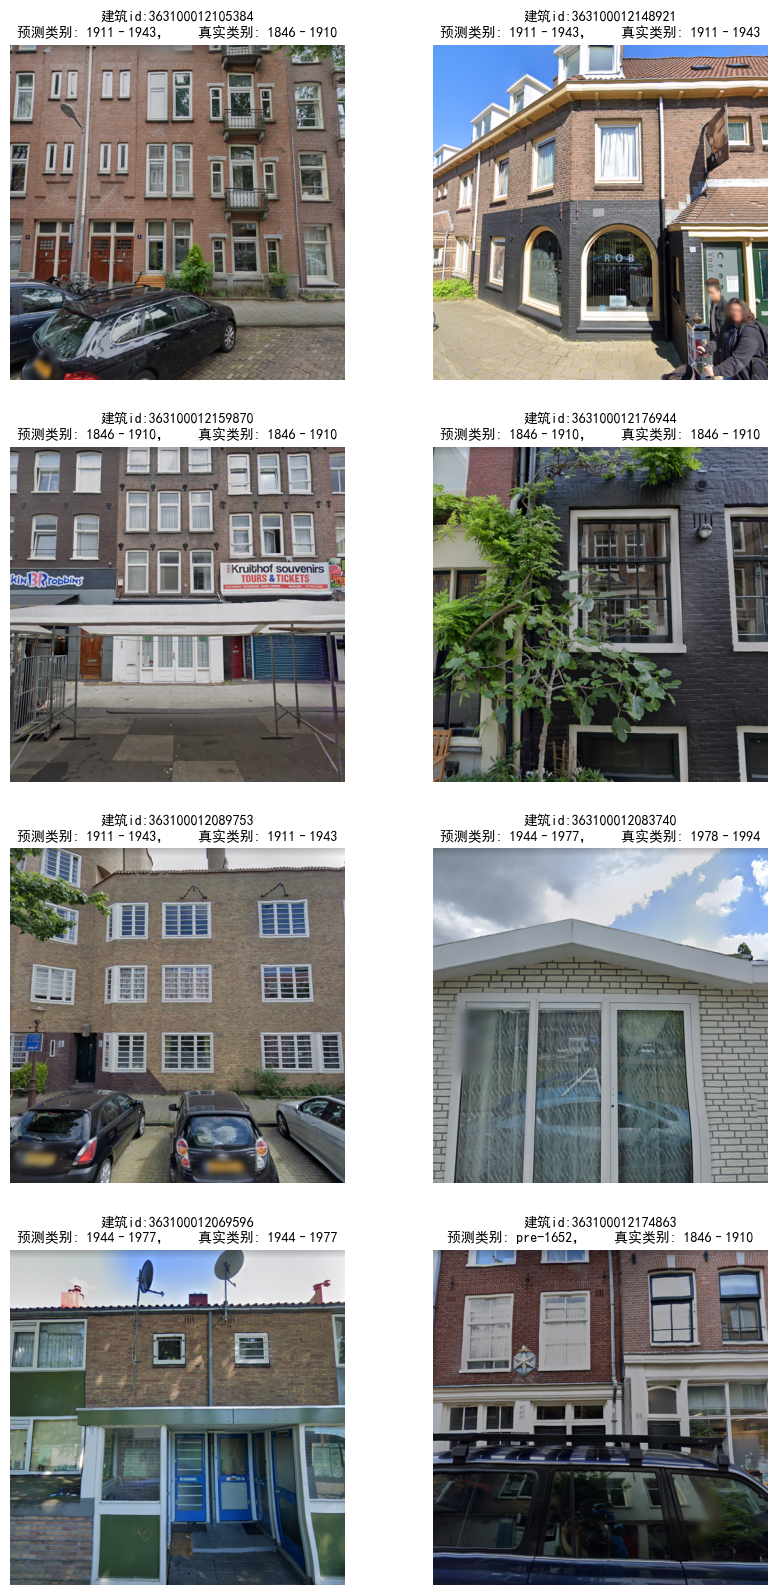 建筑id:363100012105384
预测类别: 1911-1943,    真实类别: 1846-1910
建筑id:363100012148921
预测类别: 1911-1943,    真实类别: 1911-1943
ROB
建筑id:363100012159870
预测类别: 1846-1910,    真实类别: 1846-1910
kin BR robbins
Kruithof souvenirs
TOURS & TICKETS
建筑id:363100012176944
预测类别: 1846-1910,    真实类别: 1846-1910
建筑id:363100012089753
预测类别: 1911-1943,    真实类别: 1911-1943
建筑id:363100012083740
预测类别: 1944-1977,    真实类别: 1978-1994
建筑id:363100012069596
预测类别: 1944-1977,    真实类别: 1944-1977
建筑id:363100012174863
预测类别: pre-1652,    真实类别: 1846-1910